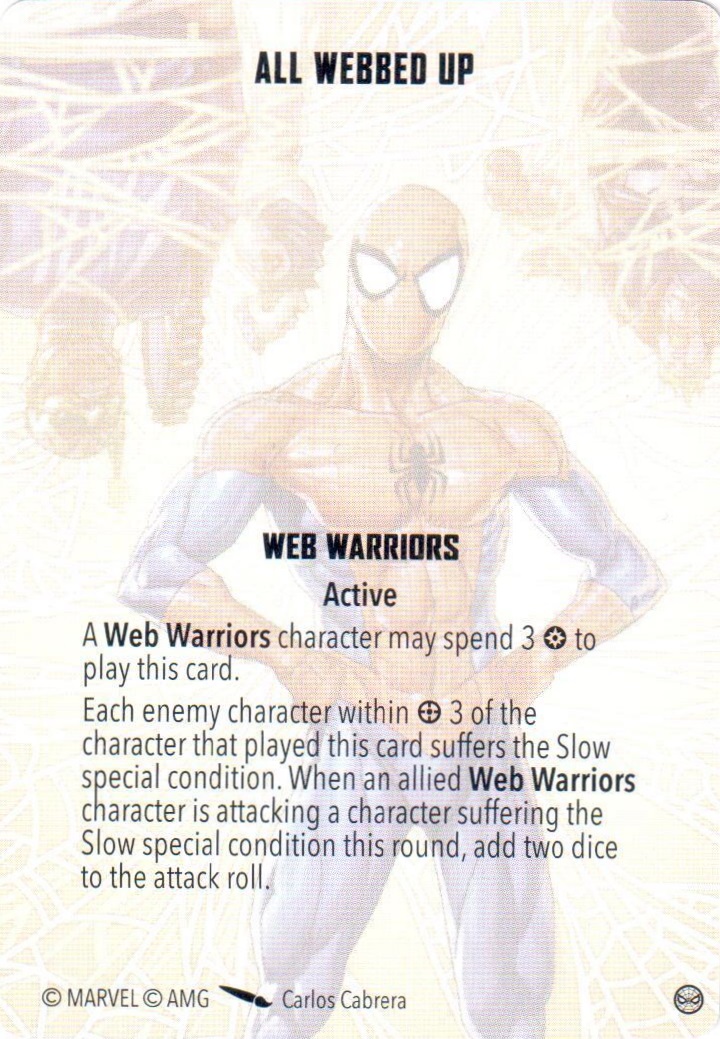 ALL WEBBED UP
WEB WARRIORS
Active
A Web Warriors character may spend 3 to
play this card.
Each enemy character within 3 of the
character that played this card suffers the Slow
special condition. When an allied Web Warriors
character is attacking a character suffering the
Slow special condition this round, add two dice
to the attack roll.
© MARVEL © AMG Carlos Cabrera